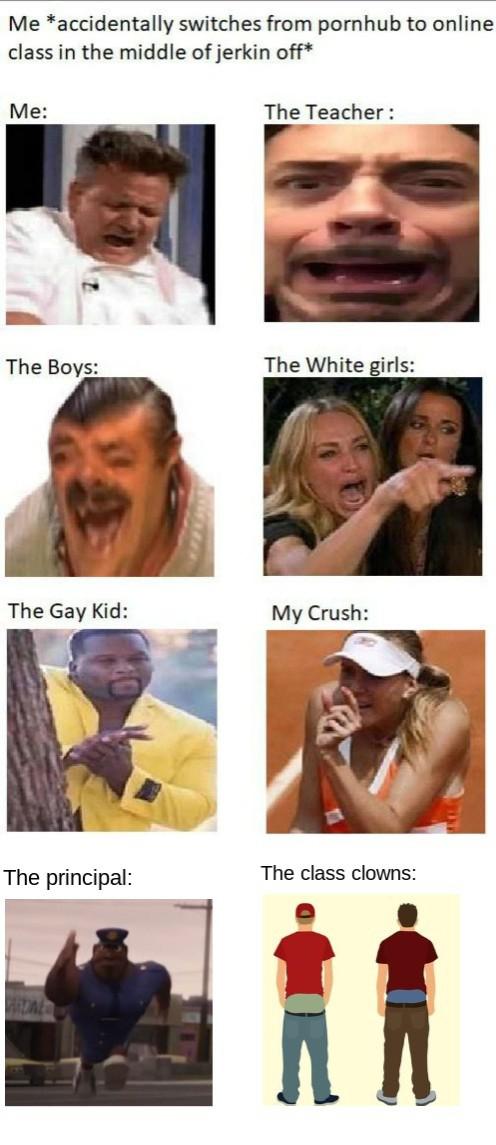 Me *accidentally switches from pornhub to online
class in the middle of jerkin off*
Me:
The Teacher :
The Boys:
The White girls:
The Gay Kid:
My Crush:
The principal:
The class clowns: